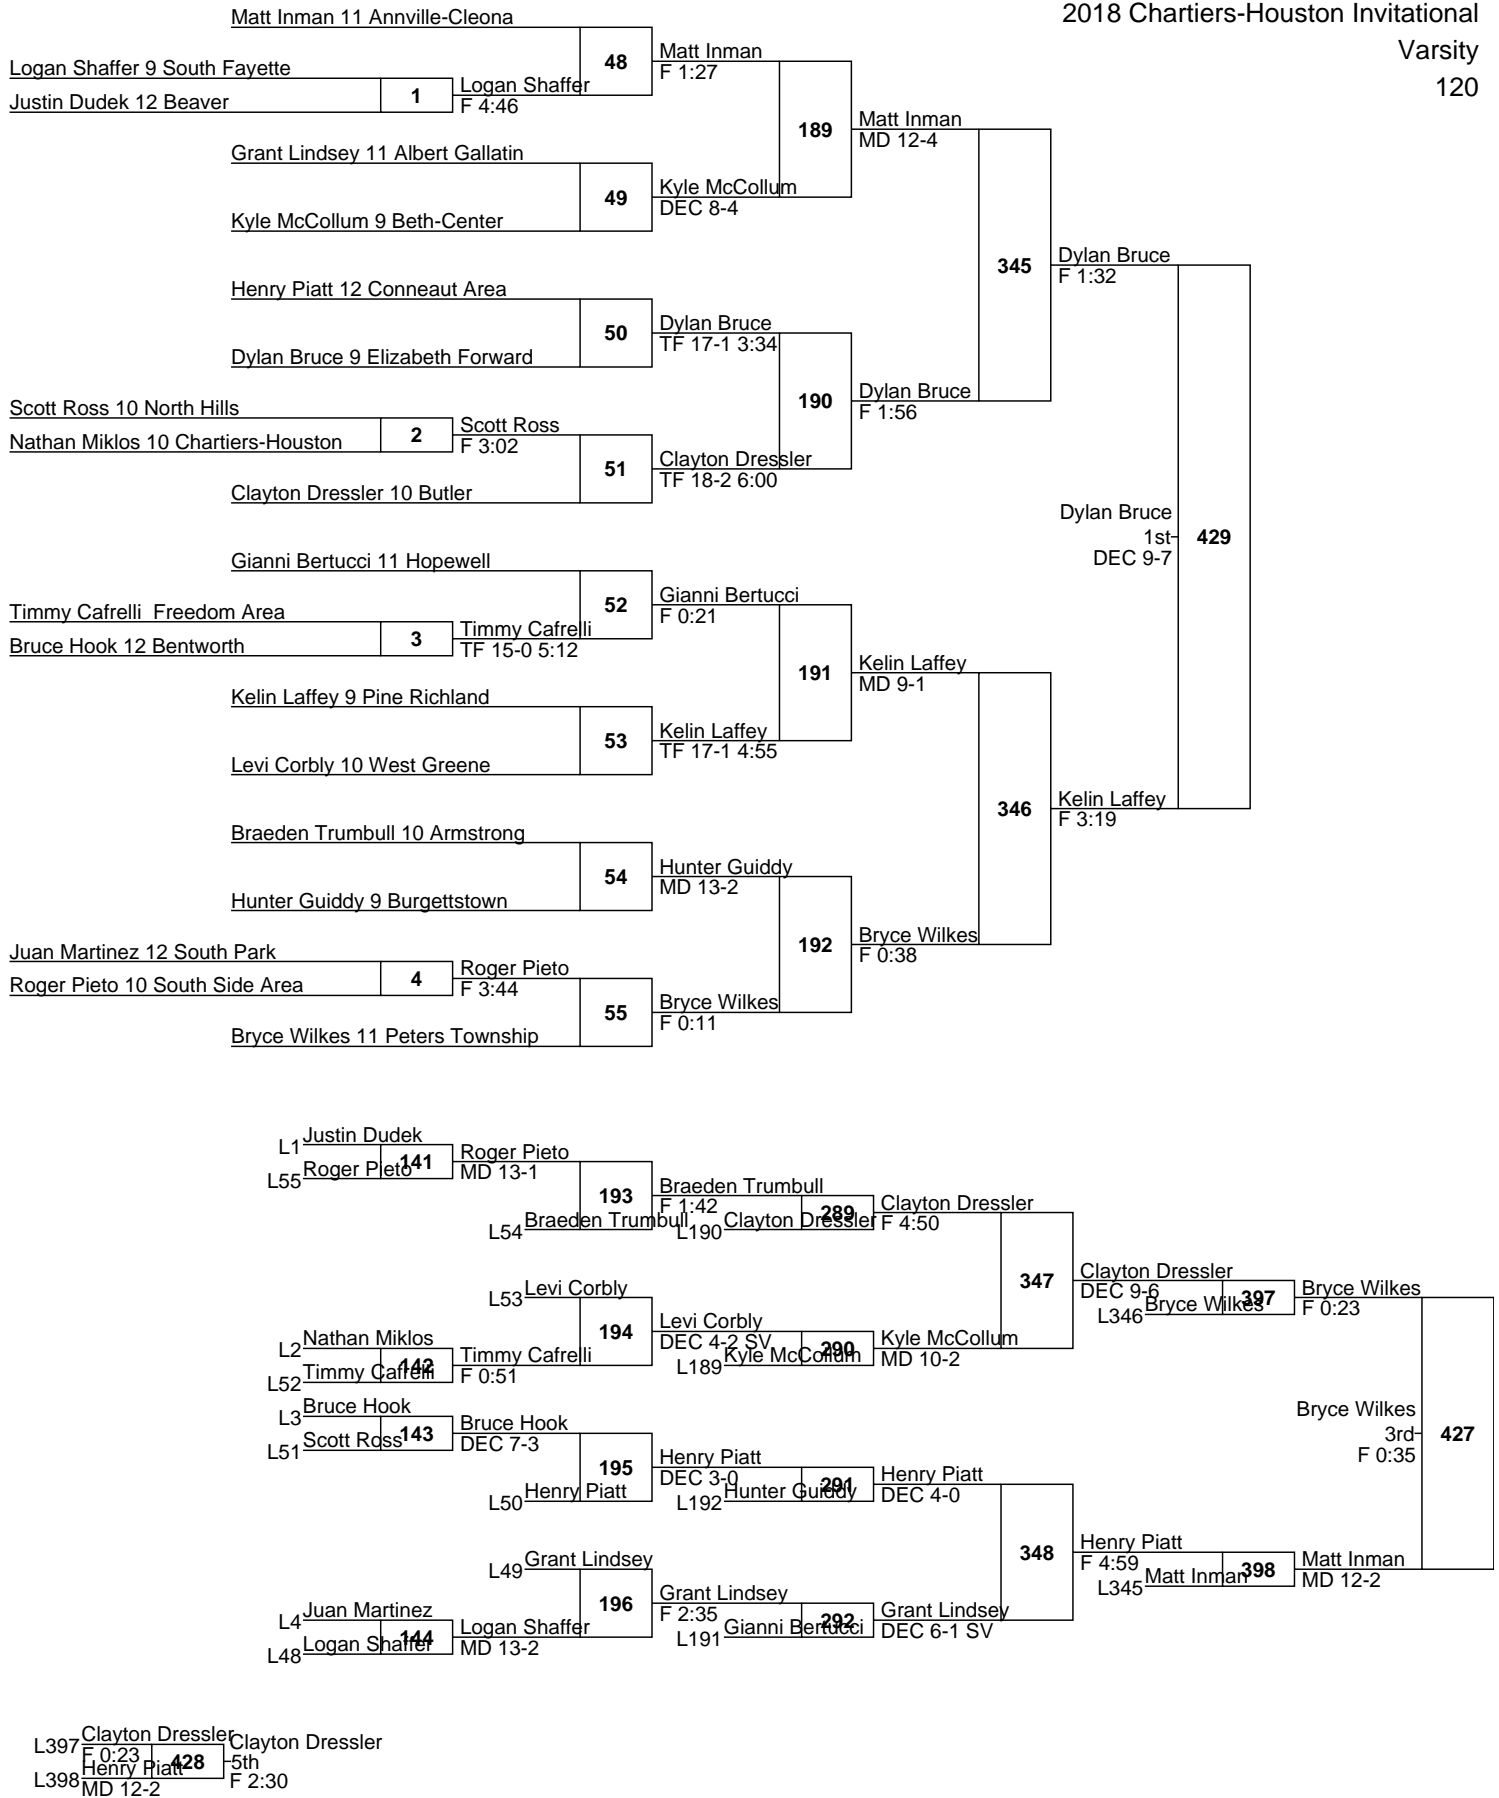 2018 Chartiers-Houston Invitational
Varsity
120
Matt Inman 11 Annville-Cleona
48
Matt Inman
F 1:27
Logan Shaffer 9 South Fayette
1
Logan Shaffer
F 4:46
Justin Dudek 12 Beaver
189
Matt Inman
MD 12-4
Grant Lindsey 11 Albert Gallatin
49
Kyle McCollum
DEC 8-4
Kyle McCollum 9 Beth-Center
345
Dylan Bruce
F 1:32
Henry Piatt 12 Conneaut Area
50
Dylan Bruce
TF 17-1 3:34
Dylan Bruce 9 Elizabeth Forward
190
Dylan Bruce
F 1:56
Scott Ross 10 North Hills
2
Scott Ross
F 3:02
Nathan Miklos 10 Chartiers-Houston
51
Clayton Dressler
TF 18-2 6:00
Clayton Dressler 10 Butler
Dylan Bruce
1st
429
DEC 9-7
Gianni Bertucci 11 Hopewell
52
Gianni Bertucci
F 0:21
Timmy Cafrelli  Freedom Area
3
Timmy Cafrelli
TF 15-0 5:12
Bruce Hook 12 Bentworth
191
Kelin Laffey
MD 9-1
Kelin Laffey 9 Pine Richland
53
Kelin Laffey
TF 17-1 4:55
Levi Corbly 10 West Greene
346
Kelin Laffey
F 3:19
Braeden Trumbull 10 Armstrong
54
Hunter Guiddy
MD 13-2
Hunter Guiddy 9 Burgettstown
192
Bryce Wilkes
F 0:38
Juan Martinez 12 South Park
4
Roger Pieto
F 3:44
Roger Pieto 10 South Side Area
55
Bryce Wilkes
F 0:11
Bryce Wilkes 11 Peters Township
L1 Justin Dudek
141
Roger Pieto
MD 13-1
L55 Roger Pieto
193
Braeden Trumbull
F 1:42
L54 Braeden Trumbull
L190 Clayton Dressler
289
Clayton Dressler
F 4:50
347
Clayton Dressler
DEC 9-6
L346 Bryce Wilkes
397
Bryce Wilkes
F 0:23
L53 Levi Corbly
194
Levi Corbly
DEC 4-2 SV
L189 Kyle McCollum
290
Kyle McCollum
MD 10-2
L2 Nathan Miklos
142
Timmy Cafrelli
F 0:51
L52 Timmy Cafrelli
L3 Bruce Hook
143
Bruce Hook
DEC 7-3
L51 Scott Ross
Bryce Wilkes
3rd
427
F 0:35
195
Henry Piatt
DEC 3-0
L50 Henry Piatt
L192 Hunter Guiddy
291
Henry Piatt
DEC 4-0
348
Henry Piatt
F 4:59
L345 Matt Inman
398
Matt Inman
MD 12-2
L49 Grant Lindsey
196
Grant Lindsey
F 2:35
L191 Gianni Bertucci
292
Grant Lindsey
DEC 6-1 SV
L4 Juan Martinez
144
Logan Shaffer
MD 13-2
L48 Logan Shaffer
L397 Clayton Dressler
F 0:23
428
Clayton Dressler
5th
F 2:30
L398 Henry Piatt
MD 12-2